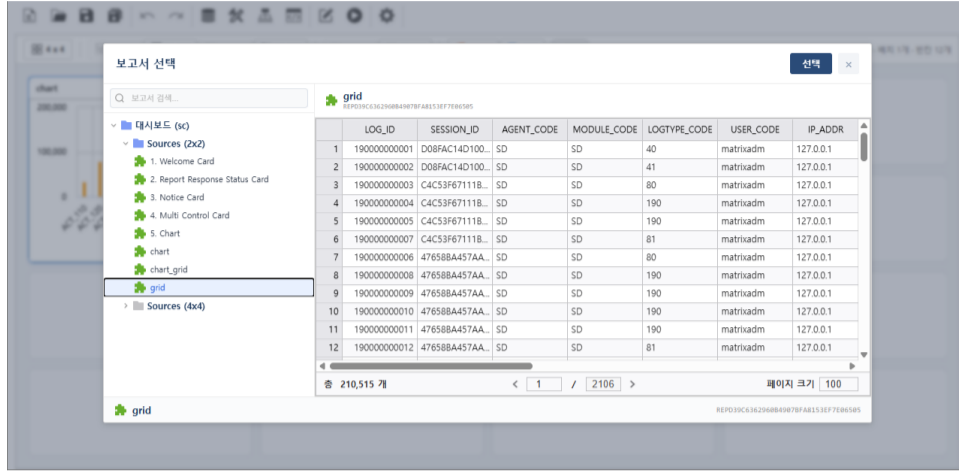 4x4
chart
200,000
100,000
0
보고서 선택
선택
×
보고서 검색...
대시보드 (sc)
Sources (2x2)
1. Welcome Card
2. Report Response Status Card
3. Notice Card
4. Multi Control Card
5. Chart
chart
chart_grid
grid
Sources (4x4)
grid
REPD39C6362960B4907BFAB153EF7E06505
LOG_ID SESSION_ID AGENT_CODE MODULE_CODE LOGTYPE_CODE USER_CODE IP_ADDR
1 190000000001 D08FAC14D100... SD SD 40 matrixadm 127.0.0.1
2 190000000002 D08FAC14D100... SD SD 41 matrixadm 127.0.0.1
3 190000000003 C4C53F67111B... SD SD 80 matrixadm 127.0.0.1
4 190000000004 C4C53F67111B... SD SD 190 matrixadm 127.0.0.1
5 190000000005 C4C53F67111B... SD SD 190 matrixadm 127.0.0.1
6 190000000007 C4C53F67111B... SD SD 81 matrixadm 127.0.0.1
7 190000000006 47658BA457AA... SD SD 80 matrixadm 127.0.0.1
8 190000000008 47658BA457AA... SD SD 190 matrixadm 127.0.0.1
9 190000000009 47658BA457AA... SD SD 190 matrixadm 127.0.0.1
10 190000000010 47658BA457AA... SD SD 190 matrixadm 127.0.0.1
11 190000000011 47658BA457AA... SD SD 190 matrixadm 127.0.0.1
12 190000000012 47658BA457AA... SD SD 81 matrixadm 127.0.0.1
총 210,515 개 < 1 / 2106 > 페이지 크기 100
grid
REPD39C6362960B4907BFAB153EF7E06505